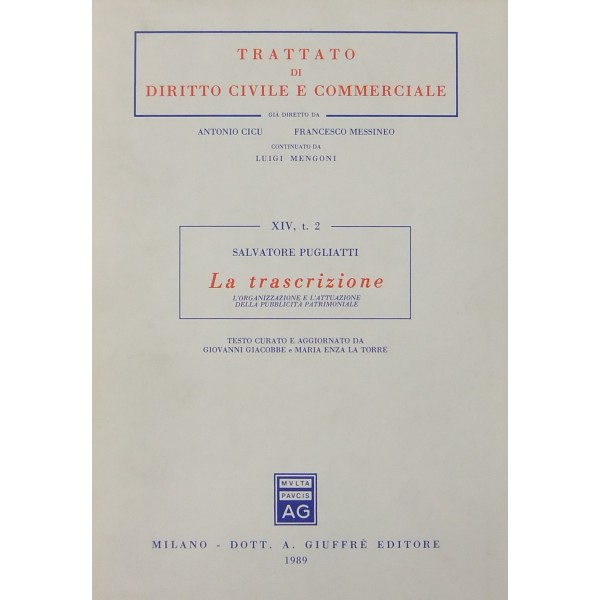 TRATTATO
DI
DIRITTO CIVILE E COMMERCIALE
GIÀ DIRETTO DA
ANTONIO CICU FRANCESCO MESSINEO
CONTINUATO DA
LUIGI MENGONI
XIV, t. 2
SALVATORE PUGLIATTI
La trascrizione
L'ORGANIZZAZIONE E L'ATTUAZIONE
DELLA PUBBLICITÀ PATRIMONIALE
TESTO CURATO E AGGIORNATO DA
GIOVANNI GIACOBBE e MARIA ENZA LA TORRE
MVLTA
PAVCIS
AG
MILANO - DOTT. A. GIUFFRÈ EDITORE
1989